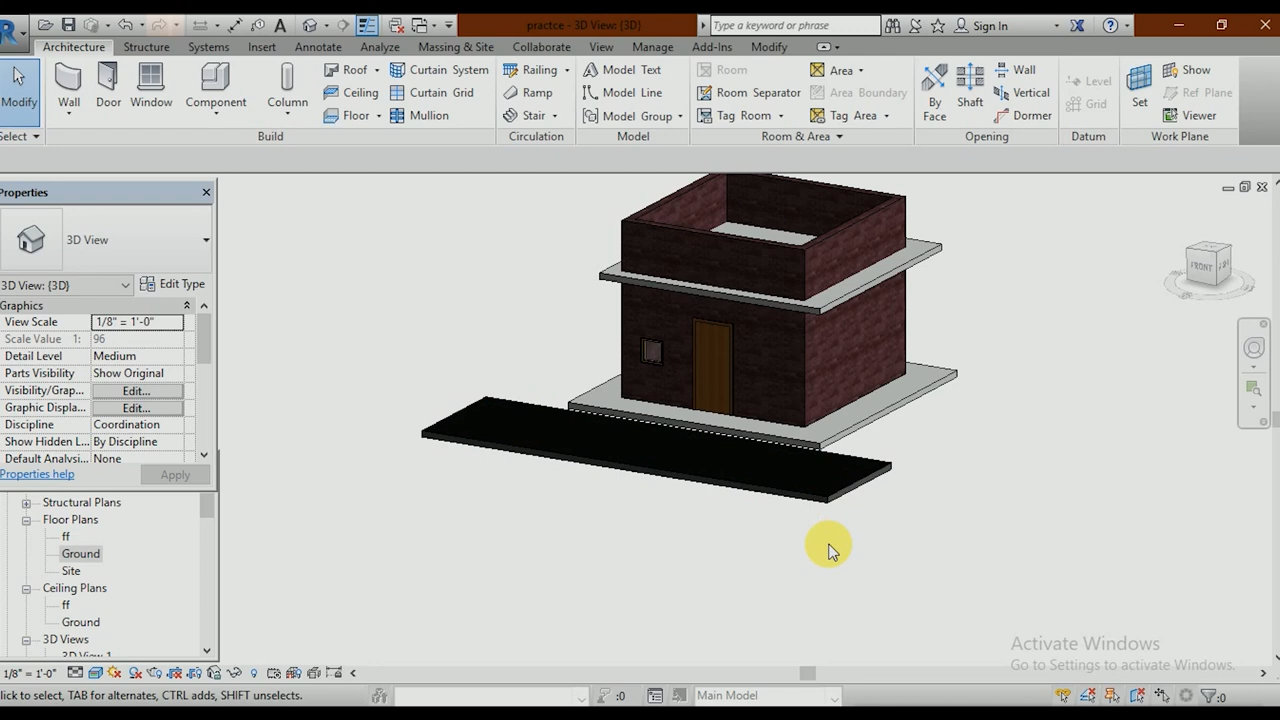 practce - 3D View: {3D}
Type a keyword or phrase
Sign In
Architecture Structure Systems Insert Annotate Analyze Massing & Site Collaborate View Manage Add-Ins Modify
Modify
Wall
Door
Window
Component
Column
Roof
Ceiling
Floor
Curtain System
Curtain Grid
Mullion
Railing
Ramp
Stair
Model Text
Model Line
Model Group
Room
Room Separator
Tag Room
Area
Area Boundary
Tag Area
By Face
Shaft
Wall
Vertical
Dormer
Level
Grid
Set
Show
Ref Plane
Viewer
Select Build Circulation Model Room & Area Opening Datum Work Plane
Properties
3D View
3D View: {3D} Edit Type
Graphics
View Scale 1/8" = 1'-0"
Scale Value 1: 96
Detail Level Medium
Parts Visibility Show Original
Visibility/Grap... Edit...
Graphic Displa... Edit...
Discipline Coordination
Show Hidden L... By Discipline
Default Analysis... None
Properties help Apply
Structural Plans
Floor Plans
ff
Ground
Site
Ceiling Plans
ff
Ground
3D Views
3D View 1
FRONT
Activate Windows
Go to Settings to activate Windows.
1/8" = 1'-0"
lick to select, TAB for alternates, CTRL adds, SHIFT unselects.
:0
Main Model
:0